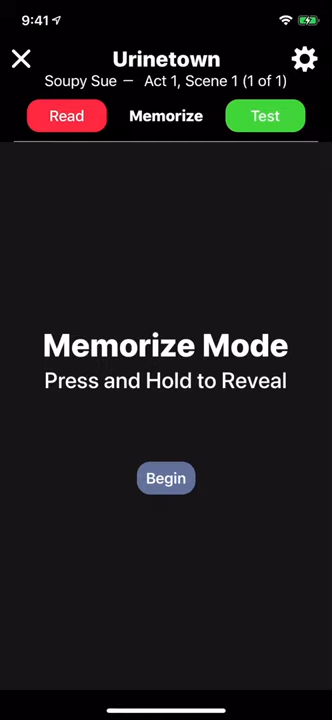 9:41
Urinetown
Soupy Sue — Act 1, Scene 1 (1 of 1)
Read Memorize Test
Memorize Mode
Press and Hold to Reveal
Begin